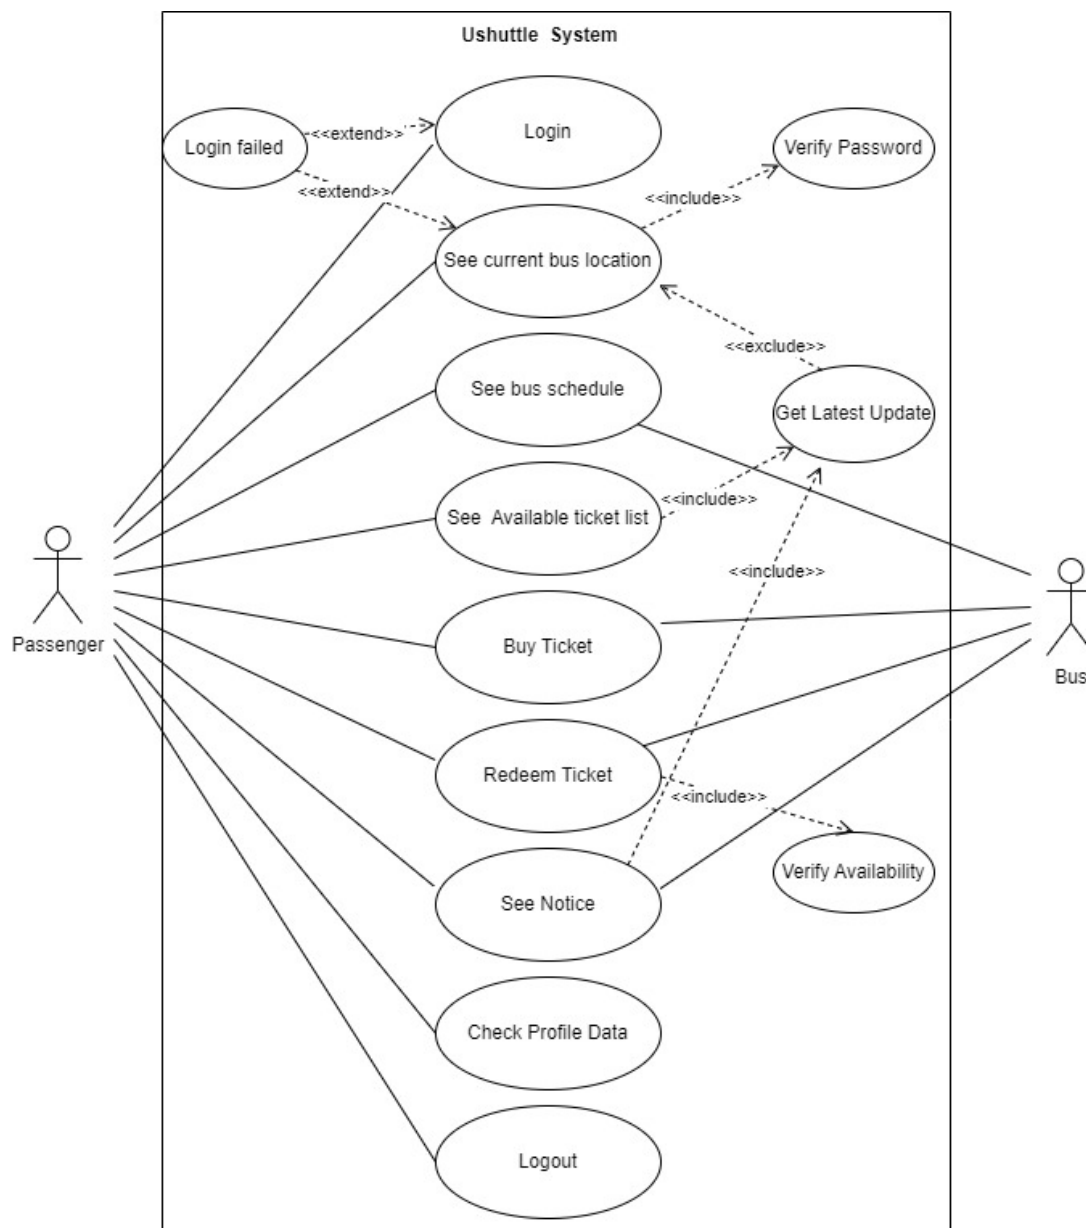 Ushuttle System
Login
Login failed
<<extend>>
Verify Password
<<extend>>
<<include>>
See current bus location
<<exclude>>
See bus schedule
Get Latest Update
<<include>>
See Available ticket list
<<include>>
Passenger
Buy Ticket
Bus
Redeem Ticket
<<include>>
Verify Availability
See Notice
Check Profile Data
Logout